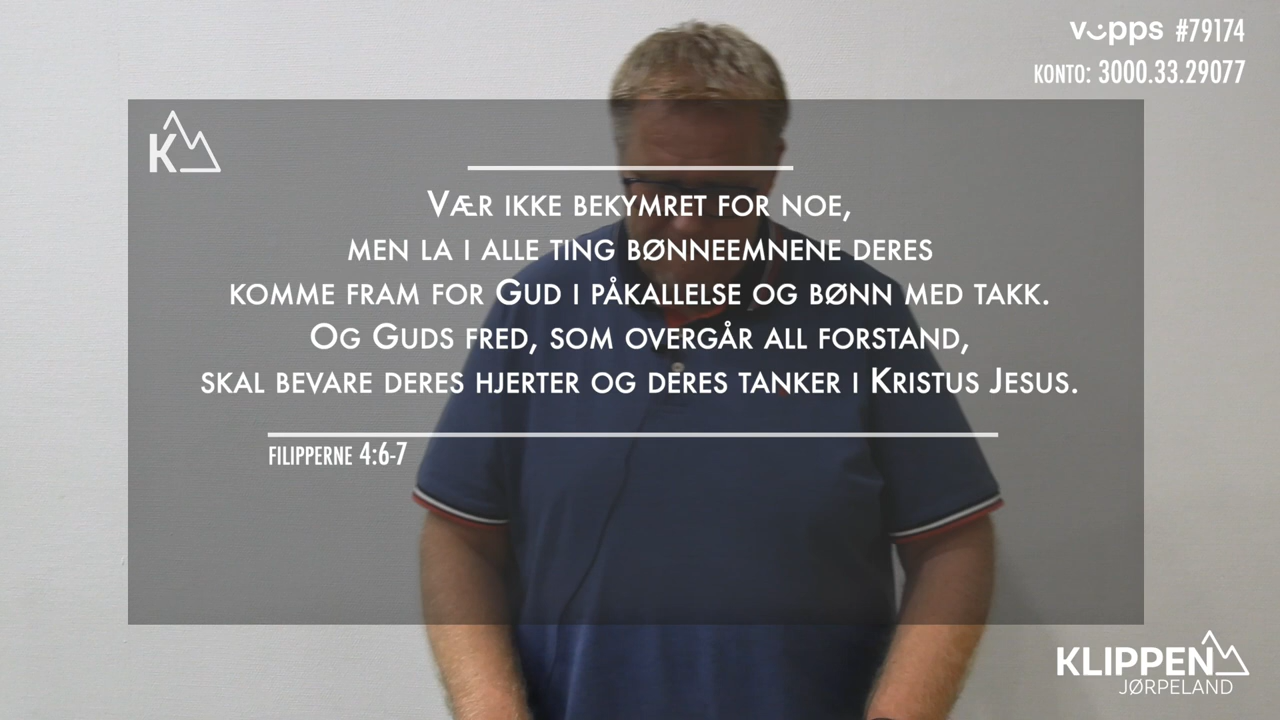 vipps #79174
KONTO: 3000.33.29077
K
VÆR IKKE BEKYMRET FOR NOE,
MEN LA I ALLE TING BØNNEEMNENE DERES
KOMME FRAM FOR GUD I PÅKALLELSE OG BØNN MED TAKK.
OG GUDS FRED, SOM OVERGÅR ALL FORSTAND,
SKAL BEVARE DERES HJERTER OG DERES TANKER I KRISTUS JESUS.
FILIPPERNE 4:6-7
KLIPPEN
JØRPELAND